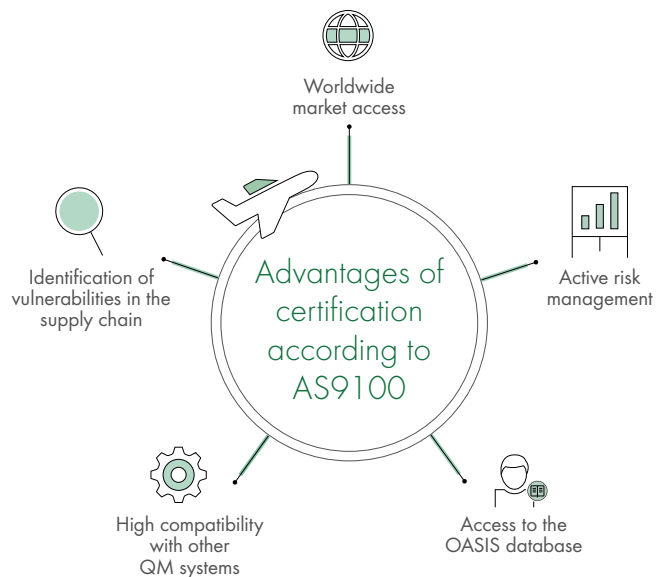 Worldwide
market access
Identification of
vulnerabilities in the
supply chain
Advantages of
certification
according to
AS9100
Active risk
management
High compatibility
with other
QM systems
Access to the
OASIS database